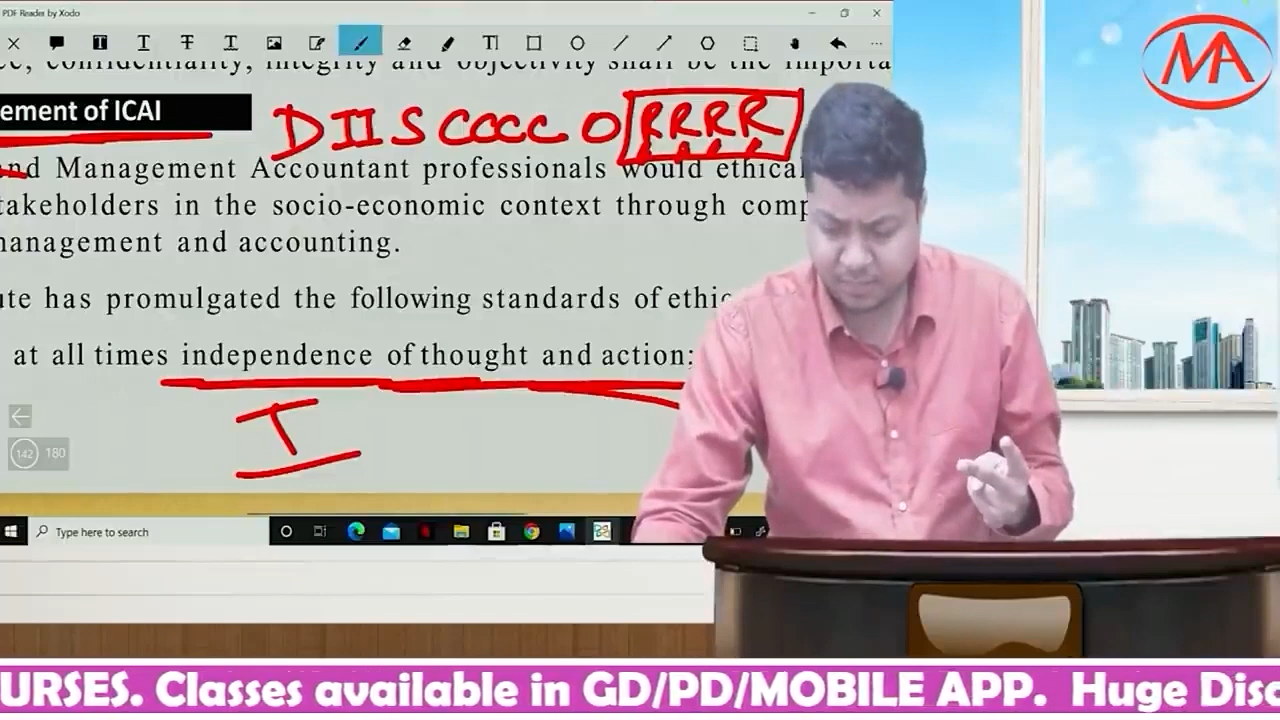 PDF Reader by Xodo
ce, confidentiality, integrity and objectivity shall be the importa
ement of ICAI
DIISCOCCO RRRR
and Management Accountant professionals would ethical
takeholders in the socio-economic context through comp
management and accounting.
ute has promulgated the following standards of ethic
at all times independence of thought and action;
I
142 180
Type here to search
MA
URSES. Classes available in GD/PD/MOBILE APP. Huge Disc